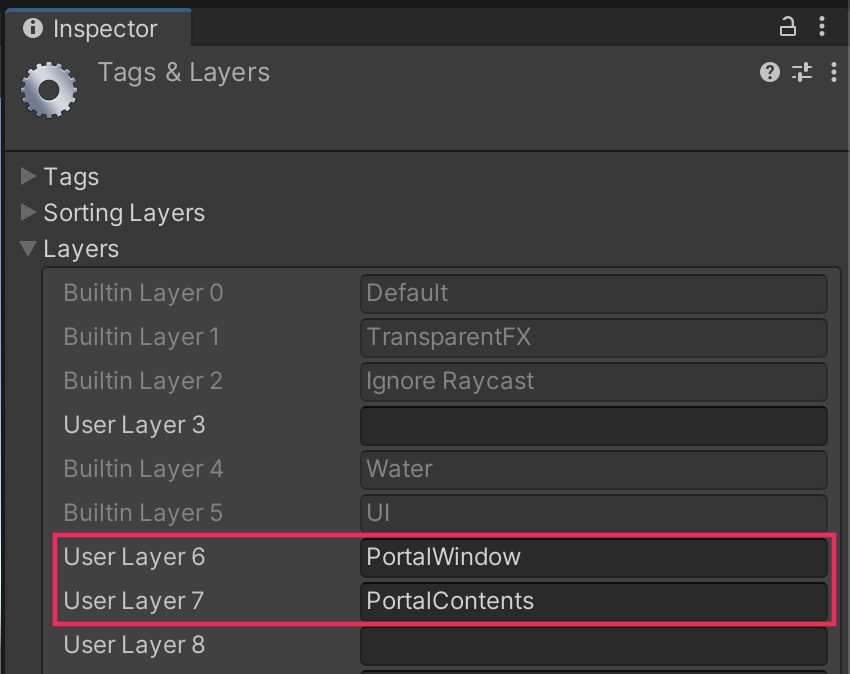 Inspector
Tags & Layers
Tags
Sorting Layers
Layers
Builtin Layer 0 Default
Builtin Layer 1 TransparentFX
Builtin Layer 2 Ignore Raycast
User Layer 3
Builtin Layer 4 Water
Builtin Layer 5 UI
User Layer 6 PortalWindow
User Layer 7 PortalContents
User Layer 8